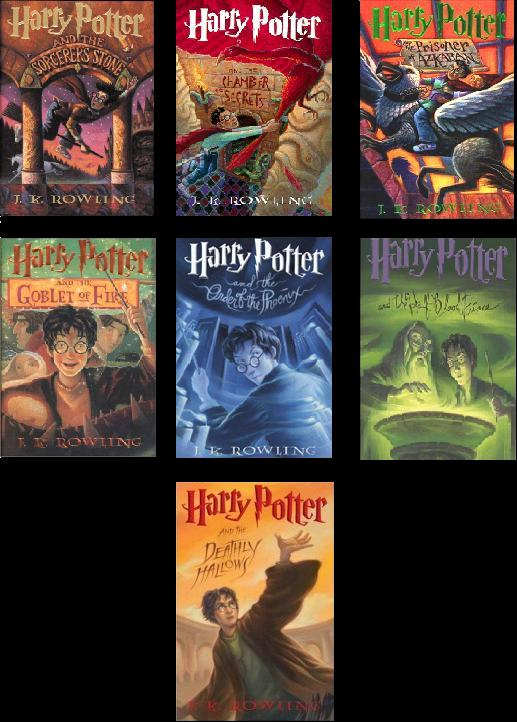 Harry Potter
AND THE
SORCERER'S STONE
J. K. ROWLING
Harry Potter
AND THE
CHAMBER
OF
SECRETS
J. K. ROWLING
Harry Potter
and the
Prisoner
of
AZKABAN
J. K. ROWLING
Harry Potter
AND THE
GOBLET OF FIRE
J. K. ROWLING
Harry Potter
and the
Order of the Phoenix
J. K. ROWLING
Harry Potter
and the Half-Blood Prince
Harry Potter
AND THE
DEATHLY
HALLOWS
J. K. ROWLING